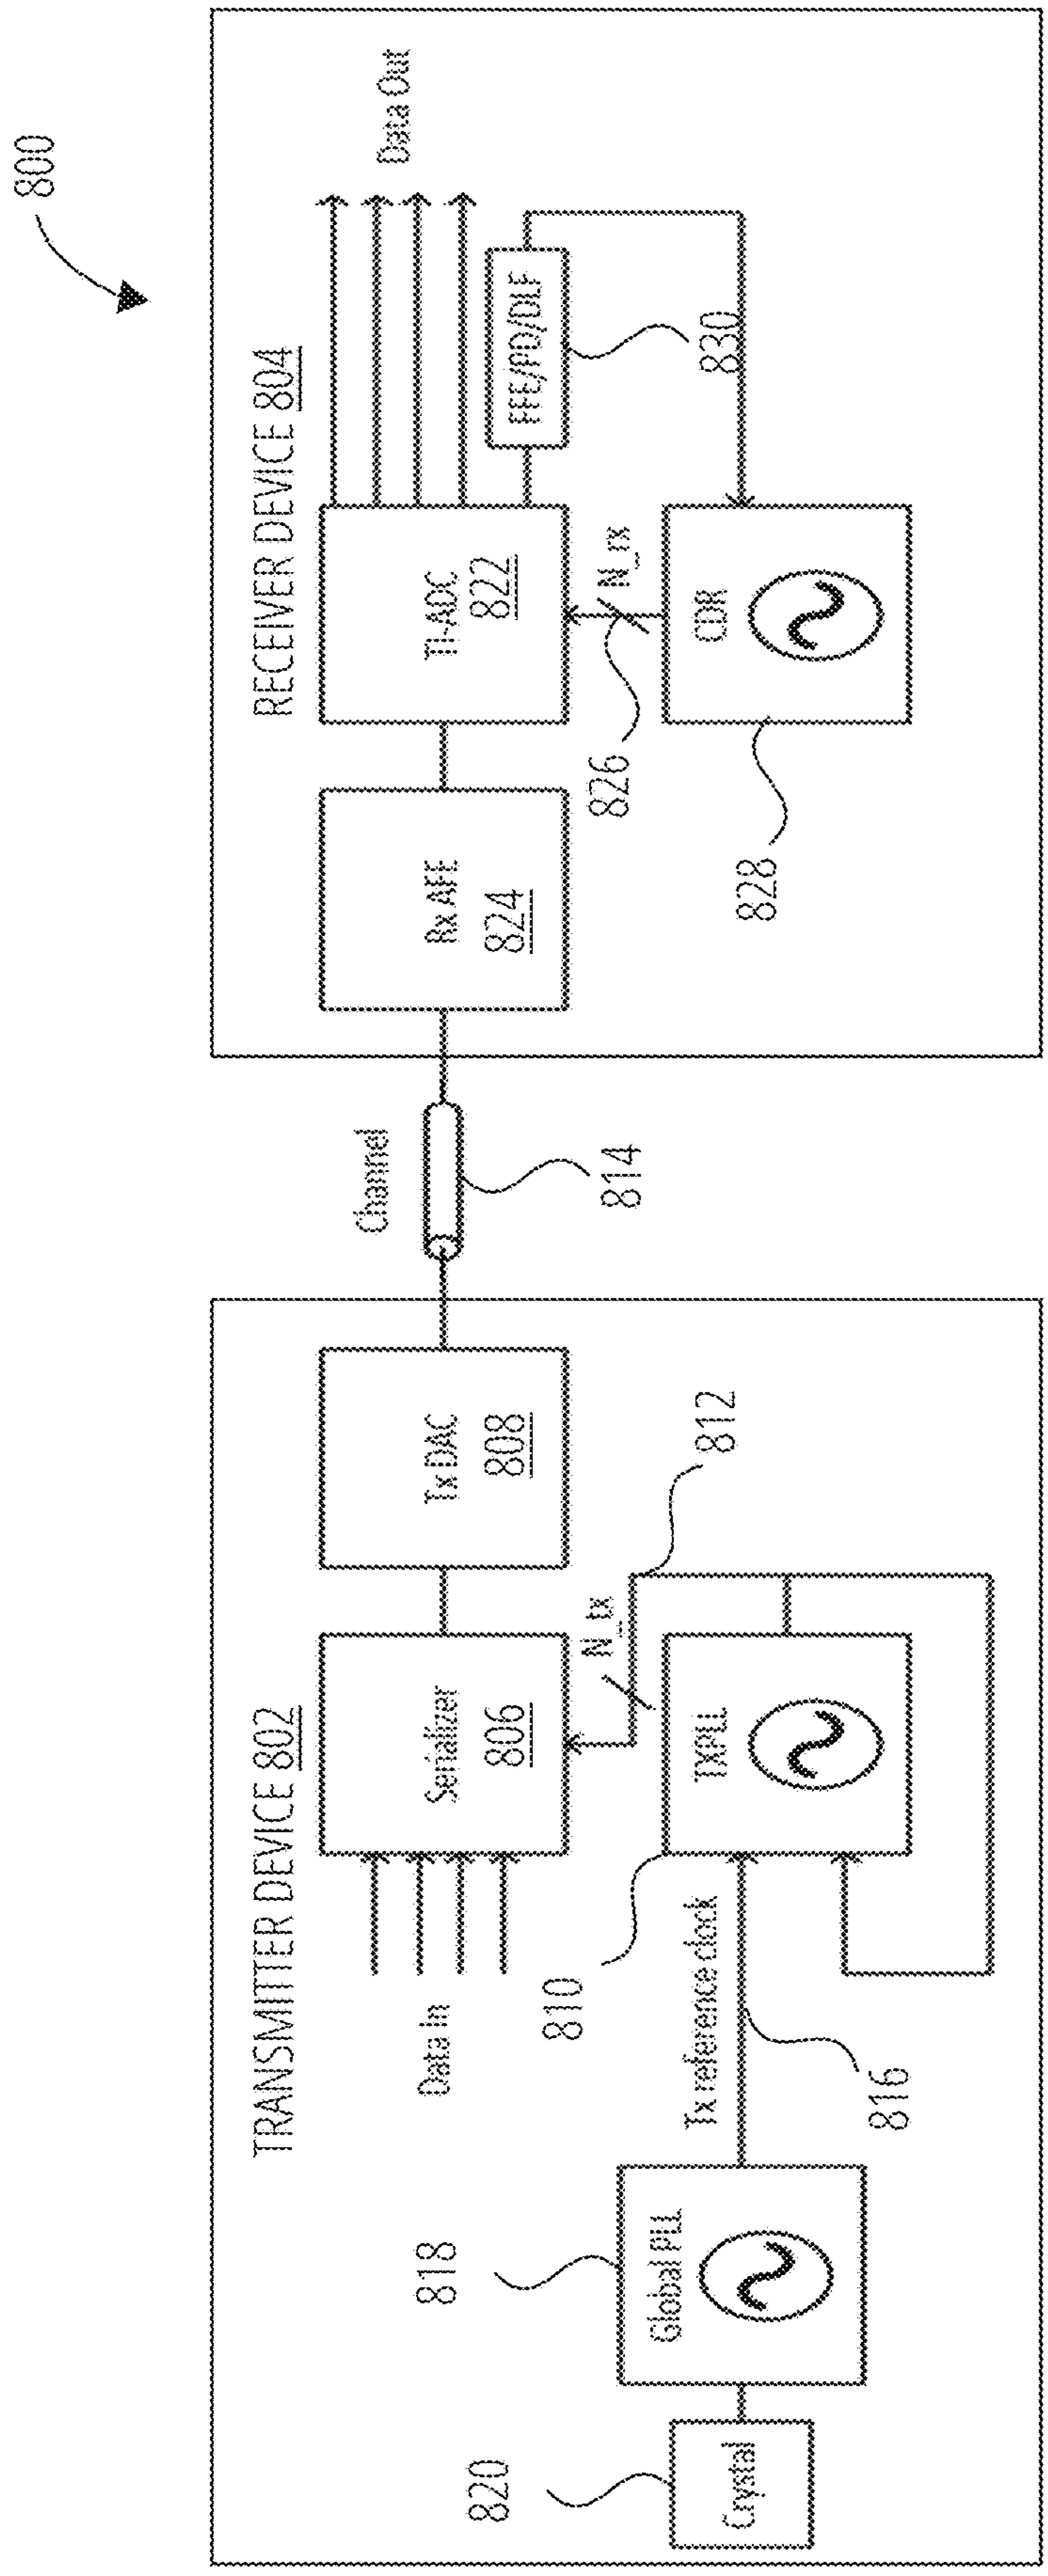 800
TRANSMITTER DEVICE 802
Data In
Serializer
806
Tx DAC
808
N_tx
812
810
TXPLL
Tx reference clock
816
818
Global PLL
820
Crystal
Channel
814
RECEIVER DEVICE 804
Rx AFE
824
TI-ADC
822
Data Out
FFE/PD/DLF
830
N_rx
826
CDR
828